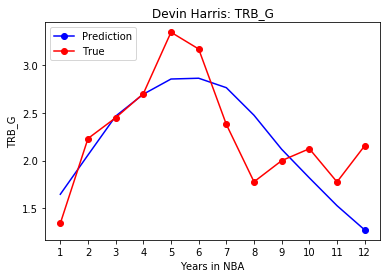 Devin Harris: TRB_G
Prediction
True
TRB_G
3.0
2.5
2.0
1.5
1 2 3 4 5 6 7 8 9 10 11 12
Years in NBA